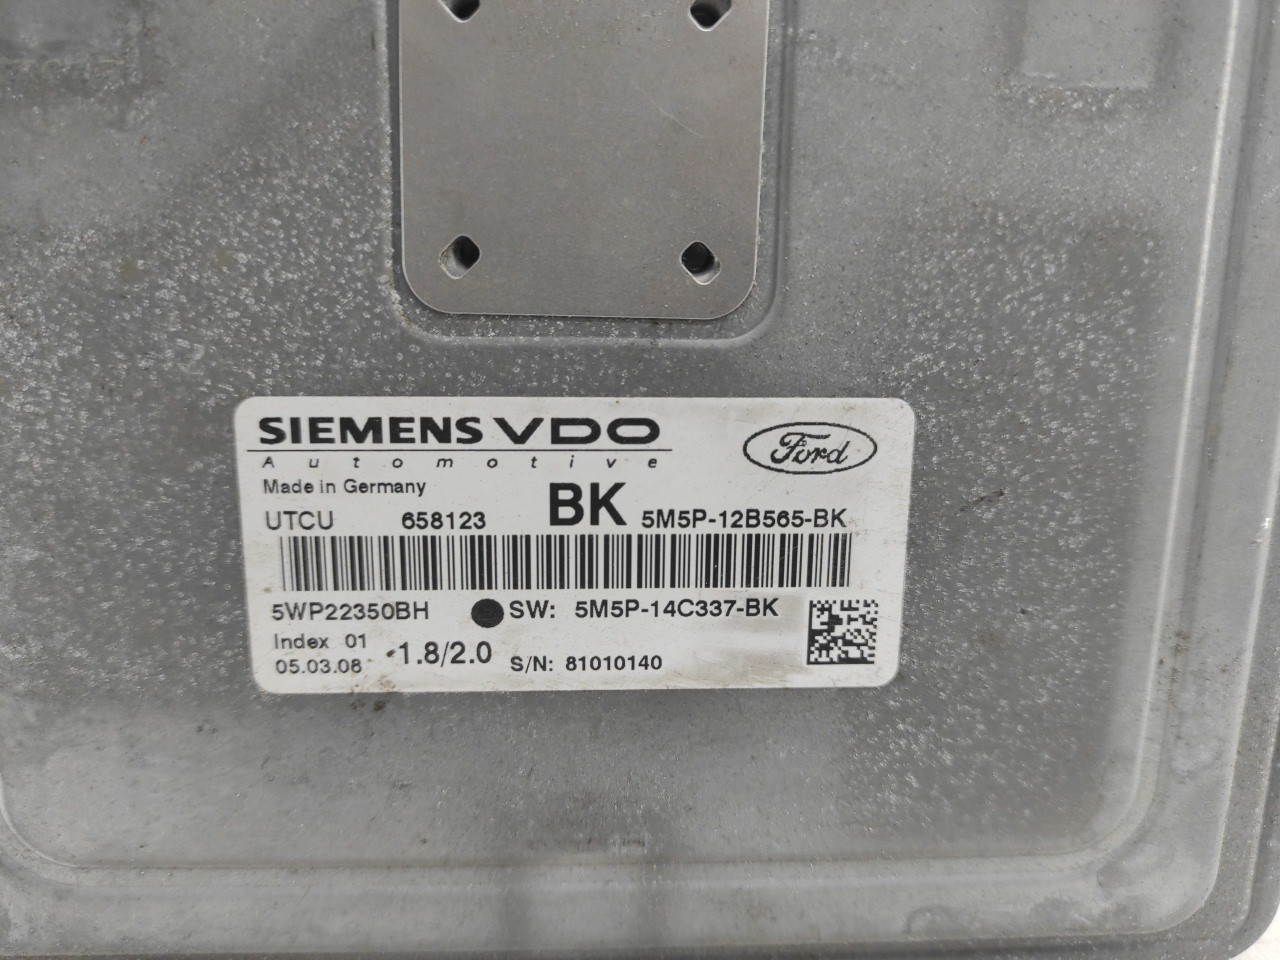 SIEMENS VDO
Automotive
Ford
Made in Germany
UTCU 658123 BK 5M5P-12B565-BK
5WP22350BH SW: 5M5P-14C337-BK
Index 01
05.03.08 1.8/2.0 S/N: 81010140